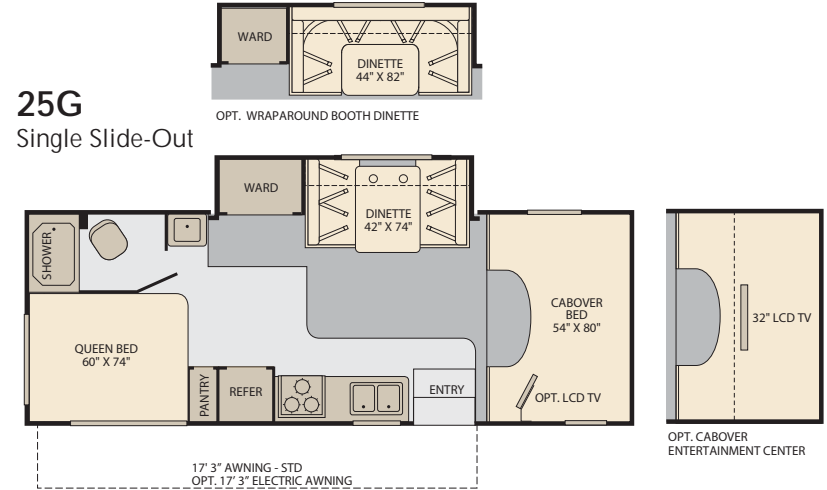 WARD
DINETTE
44" X 82"
OPT. WRAPAROUND BOOTH DINETTE
25G
Single Slide-Out
WARD
DINETTE
42" X 74"
SHOWER
QUEEN BED
60" X 74"
PANTRY
REFER
ENTRY
CABOVER
BED
54" X 80"
OPT. LCD TV
32" LCD TV
OPT. CABOVER
ENTERTAINMENT CENTER
17' 3" AWNING - STD
OPT. 17' 3" ELECTRIC AWNING